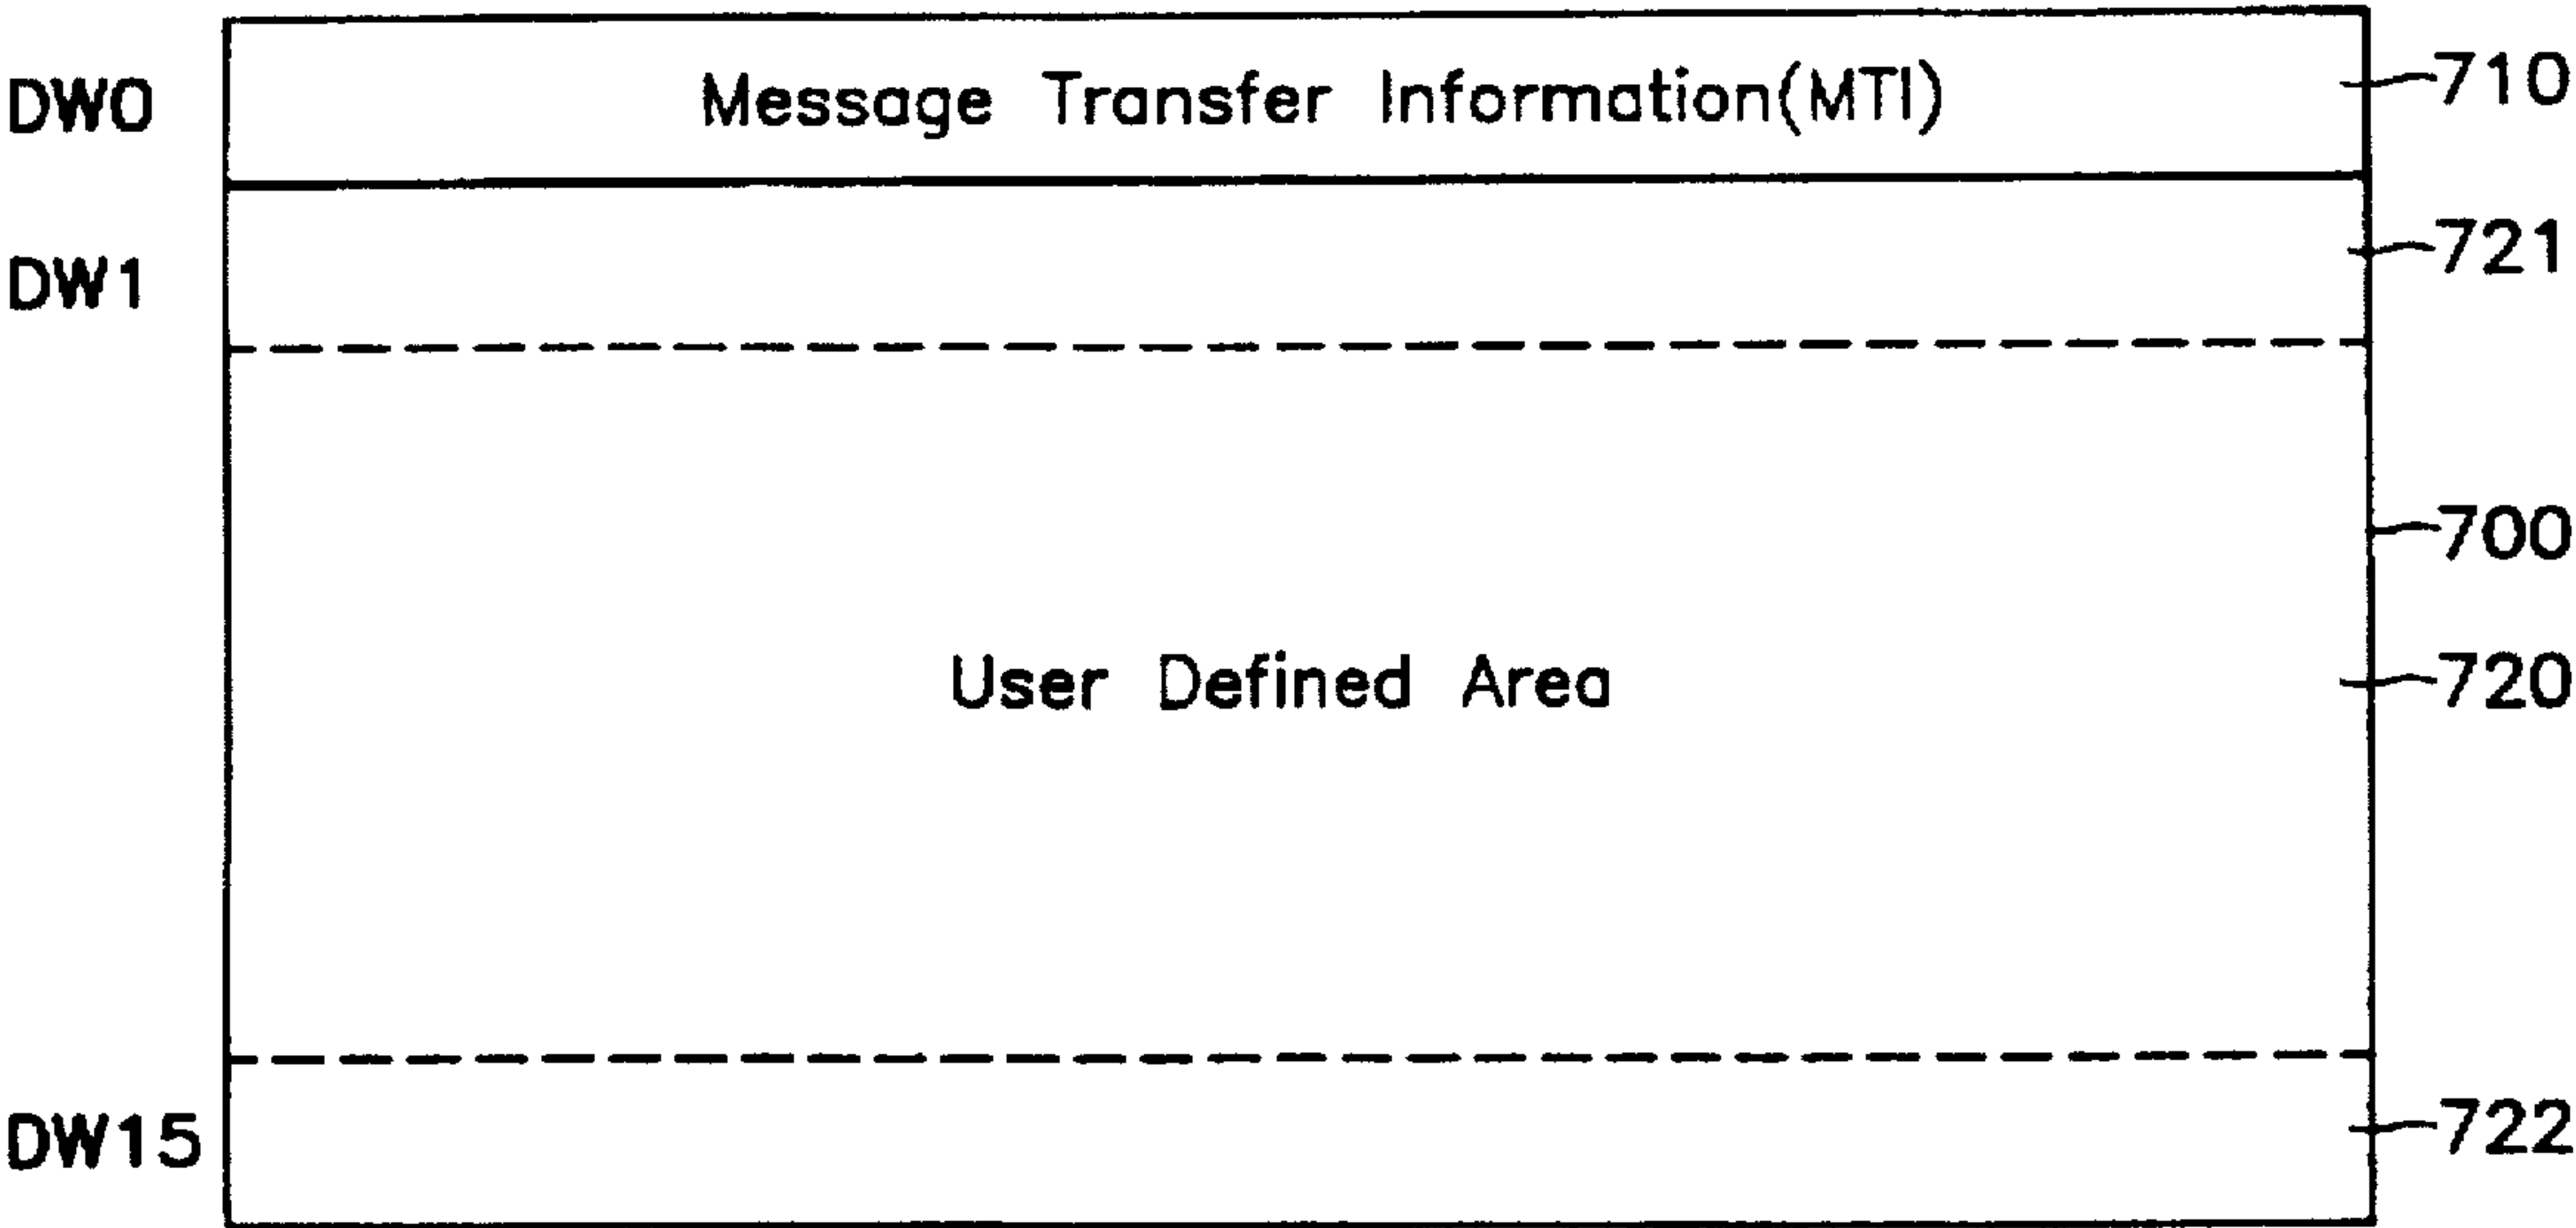 DW0 Message Transfer Information(MTI) 710
DW1 721
700
User Defined Area 720
DW15 722